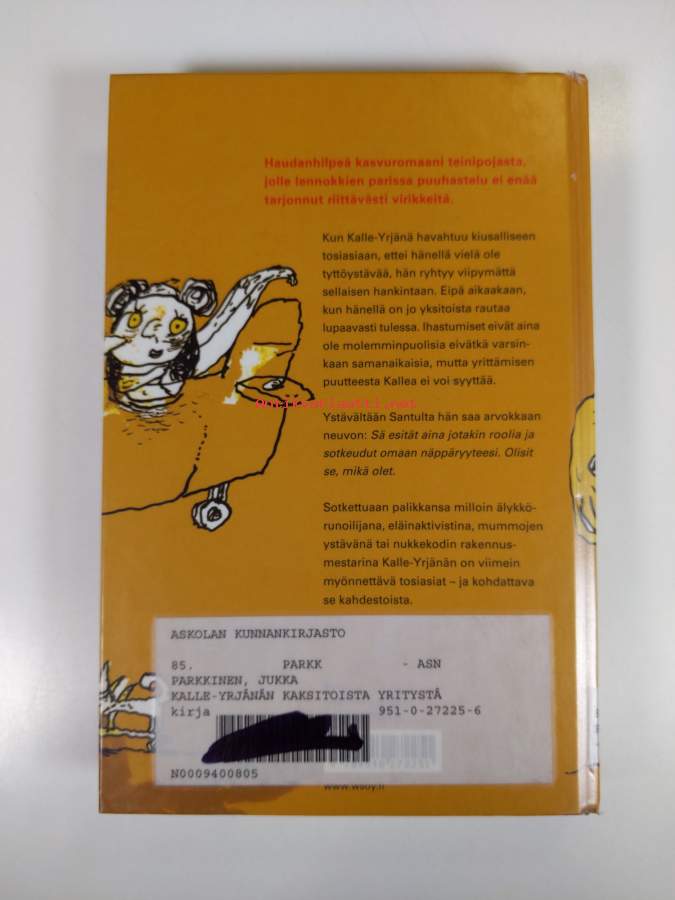 Haudanhilpeä kasvuromaani teinipojasta,
jolle lennokkien parissa puuhastelu ei enää
tarjonnut riittävästi virikkeitä.
Kun Kalle-Yrjänä havahtuu kiusalliseen
tosiasiaan, ettei hänellä vielä ole
tyttöystävää, hän ryhtyy viipymättä
sellaisen hankintaan. Eipä aikaakaan,
kun hänellä on jo yksitoista rautaa
lupaavasti tulessa. Ihastumiset eivät aina
ole molemminpuolisia eivätkä varsin-
kaan samanaikaisia, mutta yrittämisen
puutteesta Kallea ei voi syyttää.
Antikvariaatti.net
Ystävältään Santulta hän saa arvokkaan
neuvon: Sä esität aina jotakin roolia ja
sotkeudut omaan näppäryyteesi. Olisit
se, mikä olet.
Sotkettuaan palikkansa milloin älykkö-
runoilijana, eläinaktivistina, mummojen
ystävänä tai nukkekodin rakennus-
mestarina Kalle-Yrjänän on viimein
myönnettävä tosiasiat – ja kohdattava
se kahdestoista.
ASKOLAN KUNNANKIRJASTO
85. PARKK - ASN
PARKKINEN, JUKKA
KALLE-YRJÄNÄN KAKSITOISTA YRITYSTÄ
kirja 951-0-27225-6
N0009400805
www.wsoy.fi